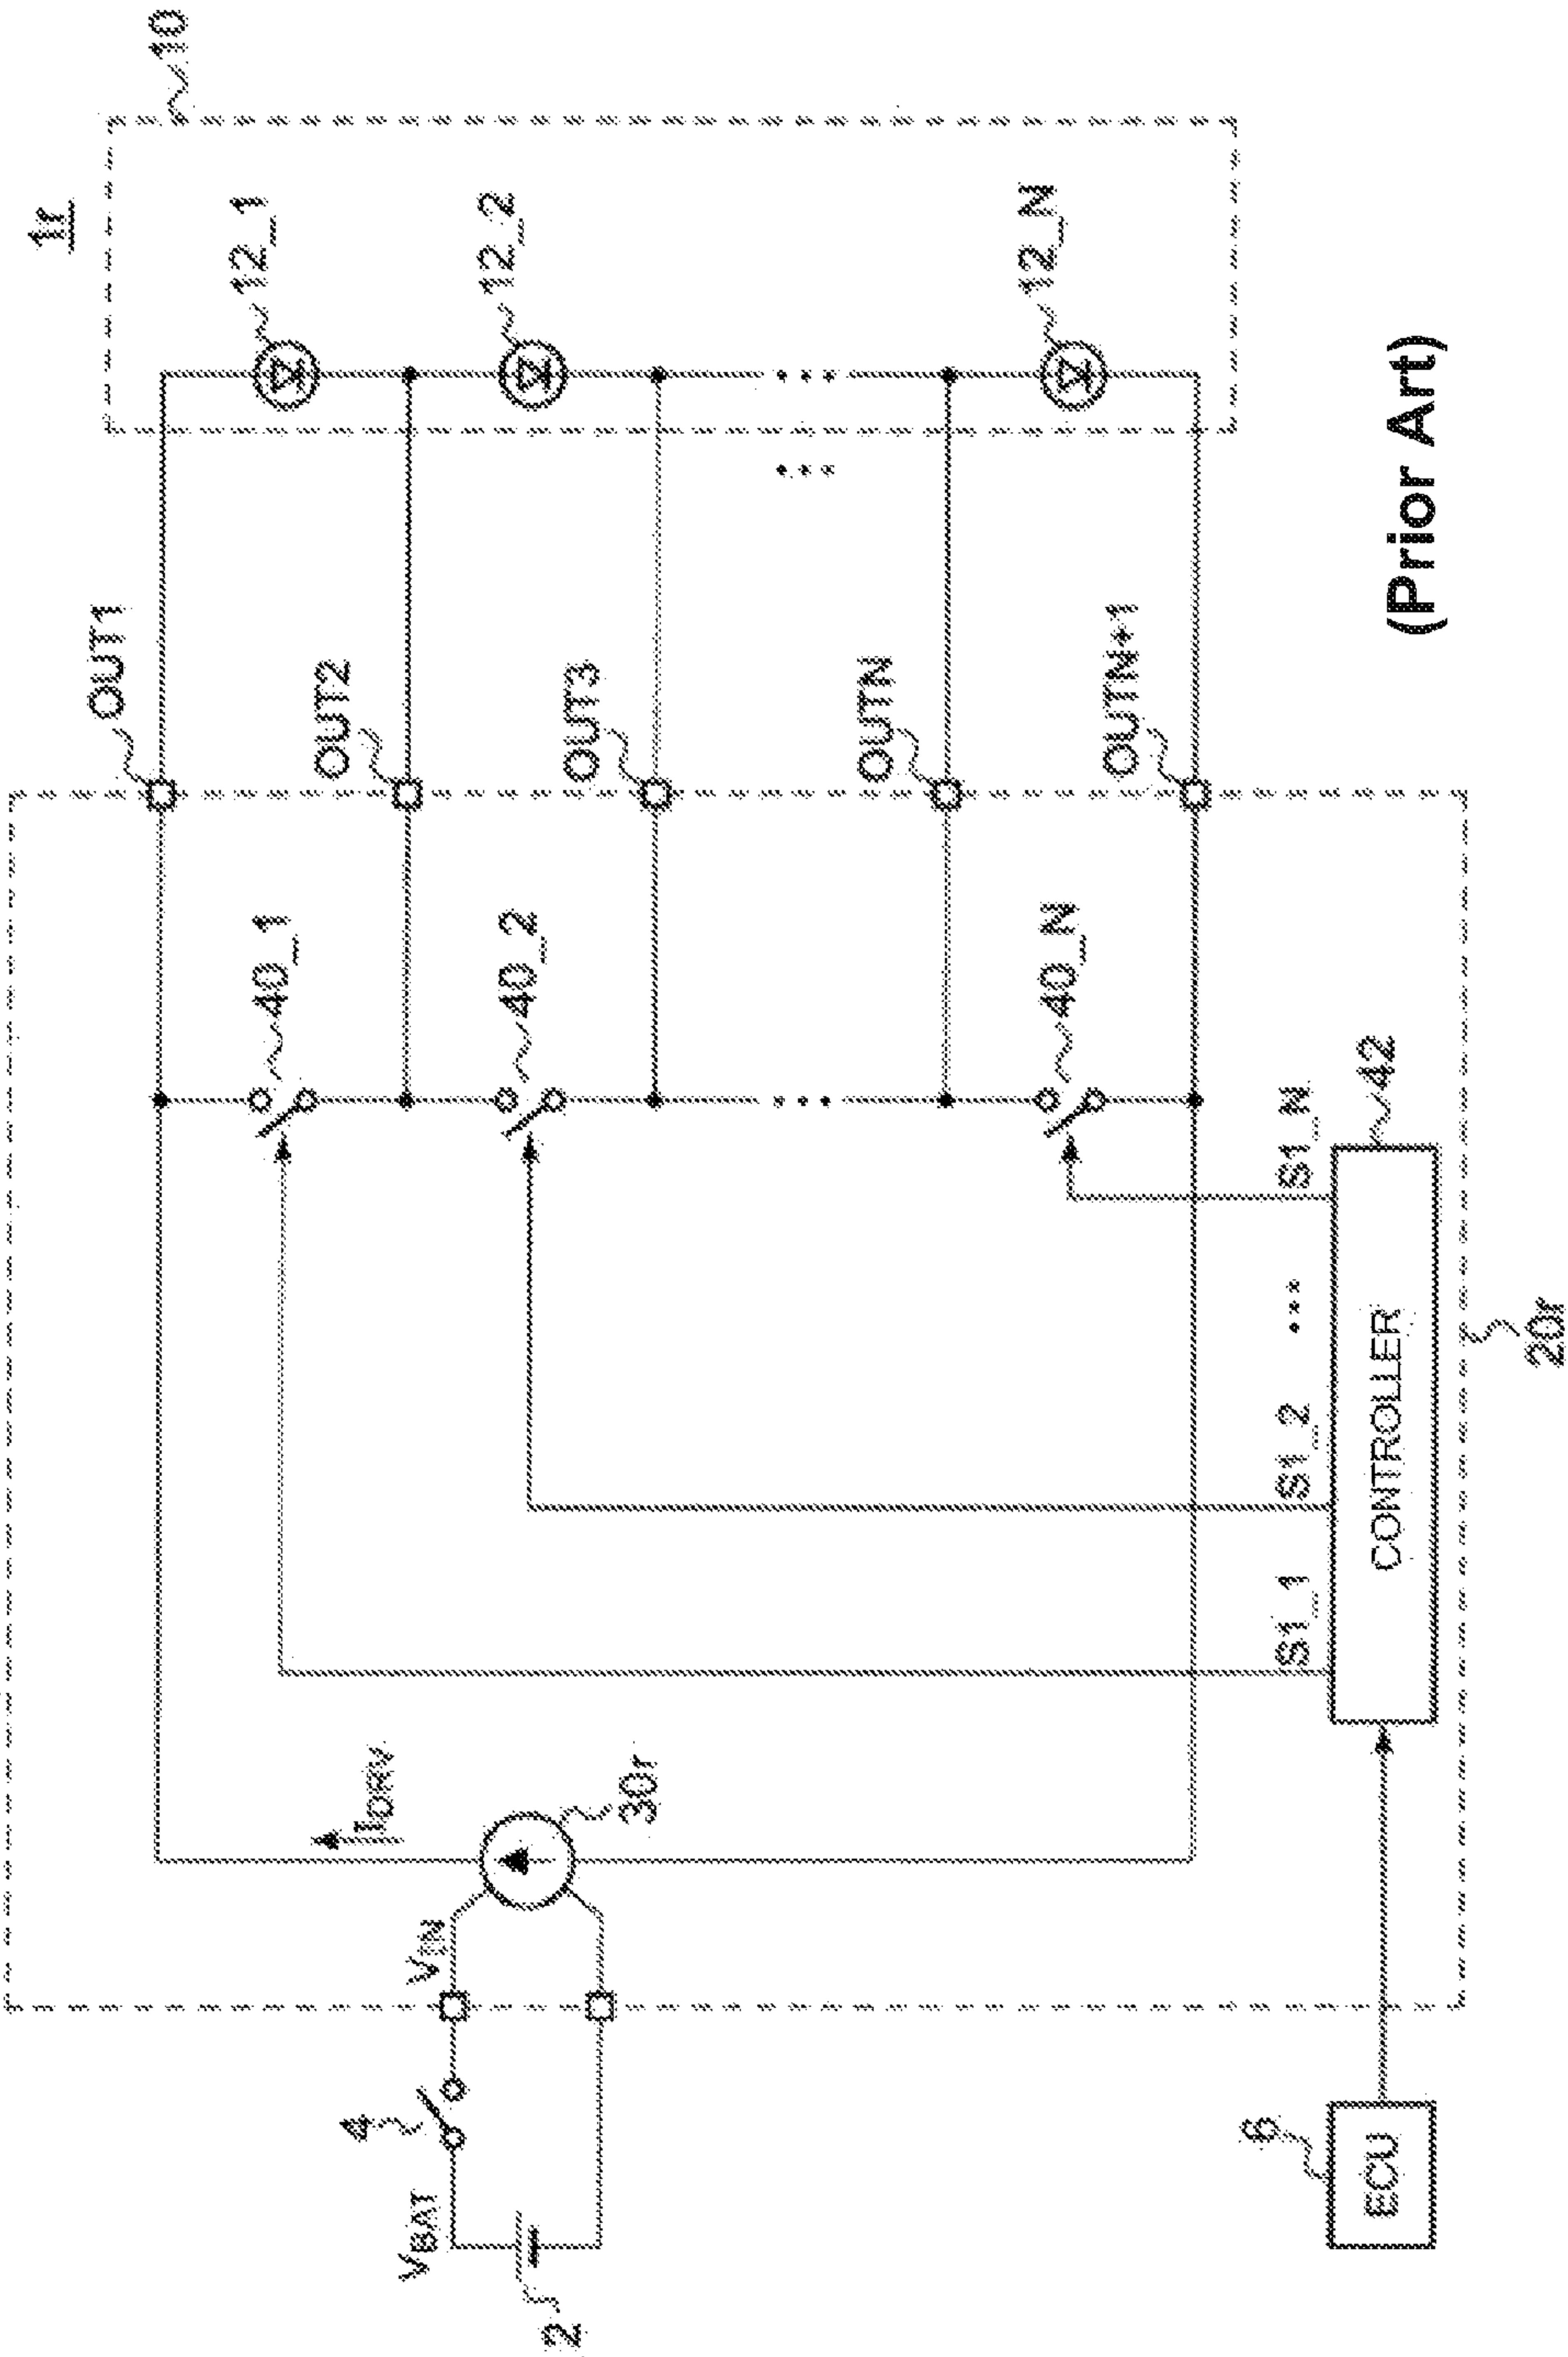 1r
10
OUT1
12_1
40_1
IDRV
OUT2
12_2
40_2
VBAT
4
VIN
30r
2
OUT3
OUTN
12_N
40_N
OUTN+1
S1_1
S1_2
...
S1_N
6
ECU
CONTROLLER
42
20r
(Prior Art)